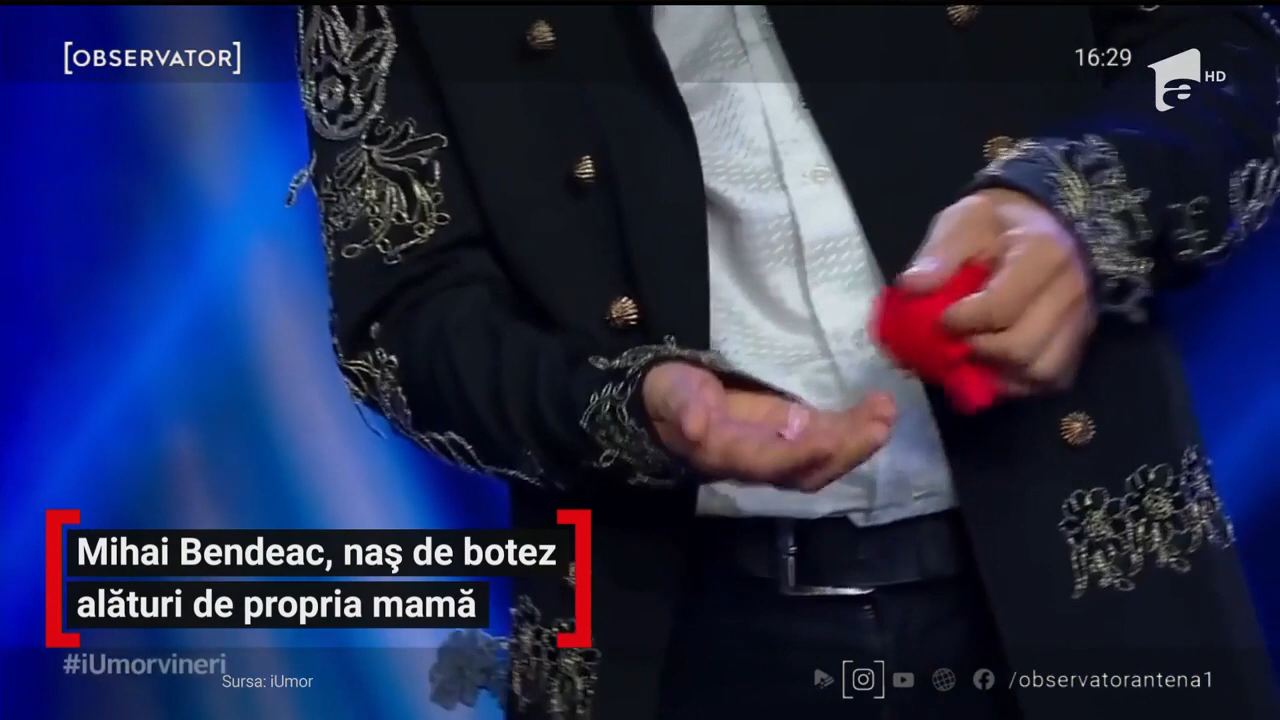 [OBSERVATOR]
16:29
a HD
Mihai Bendeac, naş de botez
alături de propria mamă
#iUmorvineri
Sursa: iUmor
/observatorantena1